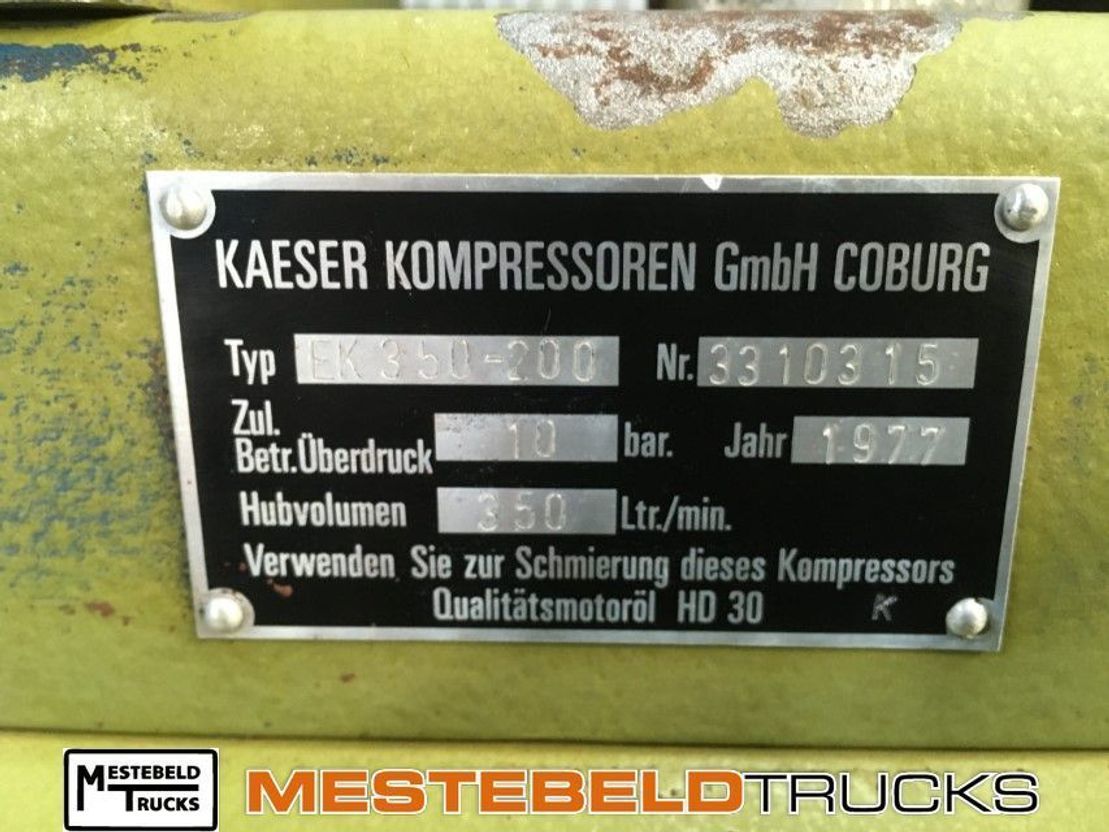 KAESER KOMPRESSOREN GmbH COBURG
Typ EK 350-200 Nr. 3310315
Zul.
Betr. Überdruck 10 bar. Jahr 1977
Hubvolumen 350 Ltr./min.
Verwenden Sie zur Schmierung dieses Kompressors
Qualitätsmotoröl HD 30 K
MESTEBELD
TRUCKS
MESTEBELDTRUCKS